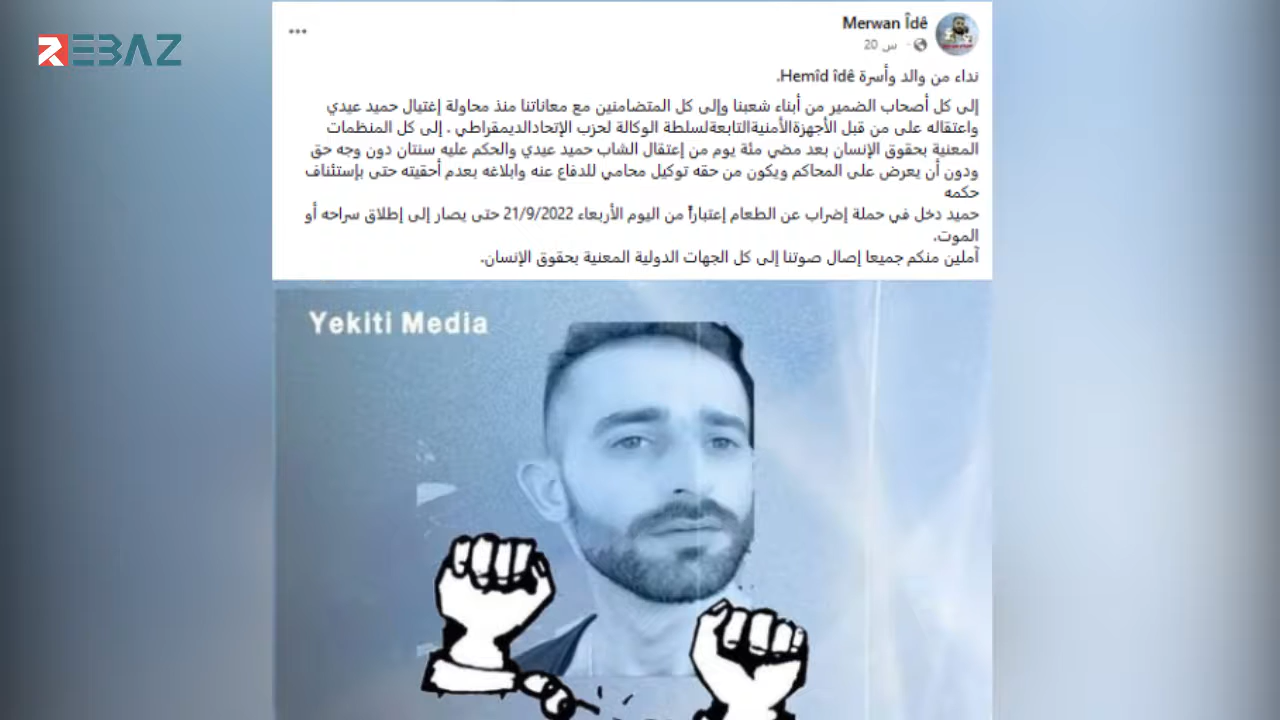 REBAZ
Merwan Îdê
20 س ·
نداء من والد وأسرة Hemîd îdê.
إلى كل أصحاب الضمير من أبناء شعبنا وإلى كل المتضامنين مع معاناتنا منذ محاولة إغتيال حميد عيدي
واعتقاله على من قبل الأجهزةالأمنيةالتابعةلسلطة الوكالة لحزب الإتحادالديمقراطي . إلى كل المنظمات
المعنية بحقوق الإنسان بعد مضي مئة يوم من إعتقال الشاب حميد عيدي والحكم عليه سنتان دون وجه حق
ودون أن يعرض على المحاكم ويكون من حقه توكيل محامي للدفاع عنه وابلاغه بعدم أحقيته حتى بإستئناف
حكمه
حميد دخل في حملة إضراب عن الطعام إعتباراً من اليوم الأربعاء 21/9/2022 حتى يصار إلى إطلاق سراحه أو
الموت.
آملين منكم جميعا إصال صوتنا إلى كل الجهات الدولية المعنية بحقوق الإنسان.
Yekiti Media